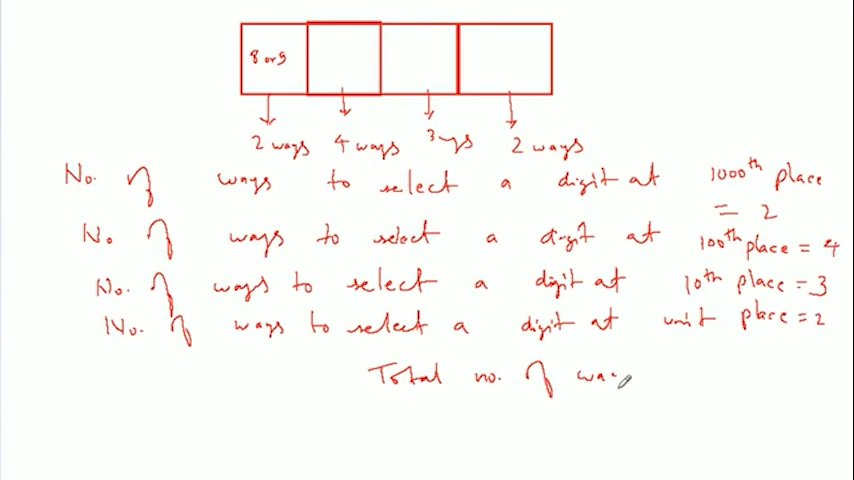 8 or 9
2 ways 4 ways 3 ys 2 ways
No. of ways to select a digit at 1000th place
= 2
No of ways to select a digit at 100th place = 4
No. of ways to select a digit at 10th place = 3
No. of ways to select a digit at unit place = 2
Total no. of wa